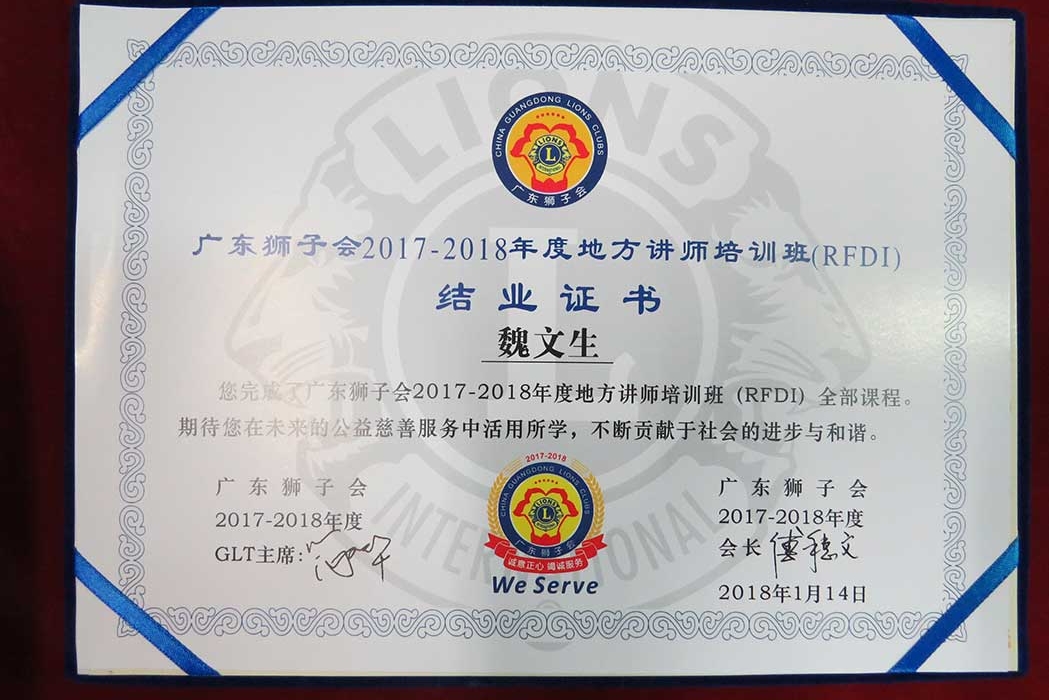 LIONS
INTERNATIONAL
L
CHINA GUANGDONG LIONS CLUBS
LIONS
L
广东狮子会
广东狮子会2017-2018年度地方讲师培训班(RFDI)
结业证书
魏文生
您完成了广东狮子会2017-2018年度地方讲师培训班 (RFDI) 全部课程。
期待您在未来的公益慈善服务中活用所学，不断贡献于社会的进步与和谐。
广东狮子会
2017-2018年度
GLT主席:
2017-2018
CHINA GUANGDONG LIONS CLUBS
LIONS
L
广东狮子会
诚意正心 竭诚服务
We Serve
广东狮子会
2017-2018年度
会长
2018年1月14日